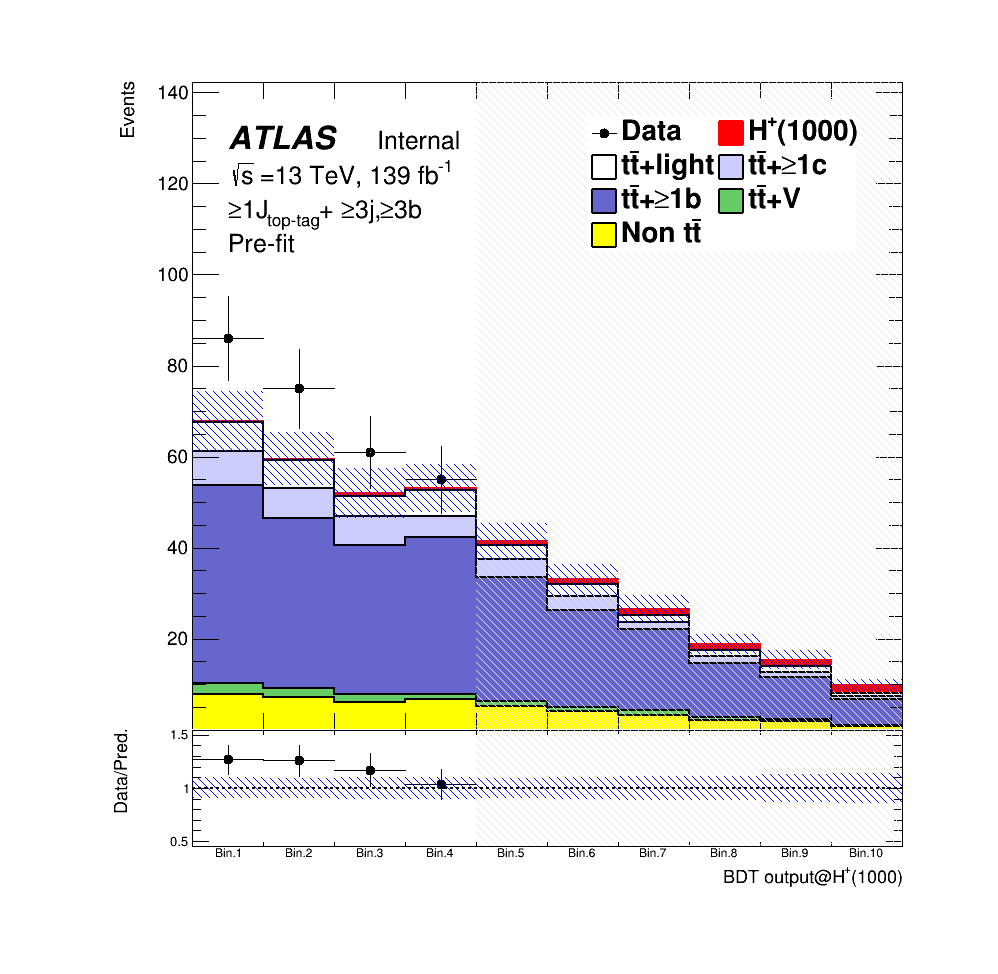 Events
140
120
100
80
60
40
20
ATLAS Internal
√s =13 TeV, 139 fb⁻¹
≥1J_top-tag+ ≥3j,≥3b
Pre-fit
Data H⁺(1000)
tt̄+light tt̄+≥1c
tt̄+≥1b tt̄+V
Non tt̄
Data/Pred.
1.5
1
0.5
Bin.1 Bin.2 Bin.3 Bin.4 Bin.5 Bin.6 Bin.7 Bin.8 Bin.9 Bin.10
BDT output@H⁺(1000)